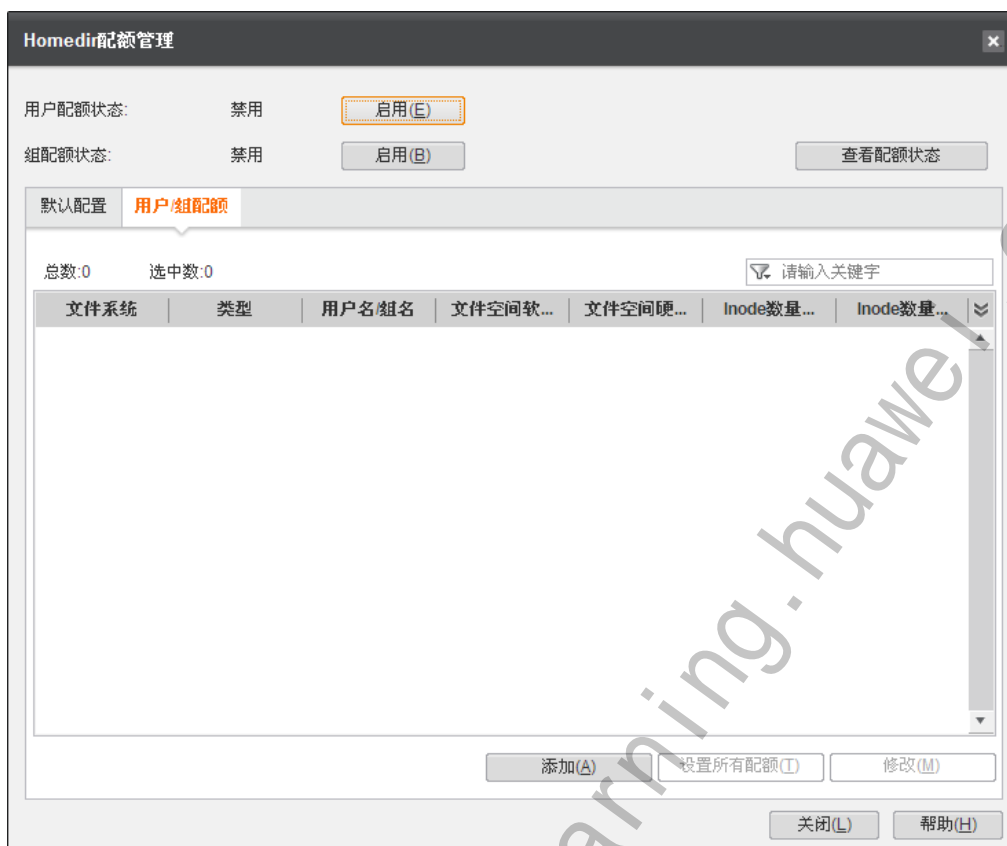 Homedir配额管理
用户配额状态: 禁用 启用(E)
组配额状态: 禁用 启用(B) 查看配额状态
默认配置 用户/组配额
总数:0 选中数:0 请输入关键字
文件系统 类型 用户名/组名 文件空间软... 文件空间硬... Inode数量... Inode数量...
添加(A) 设置所有配额(T) 修改(M)
关闭(L) 帮助(H)
arning.huawei